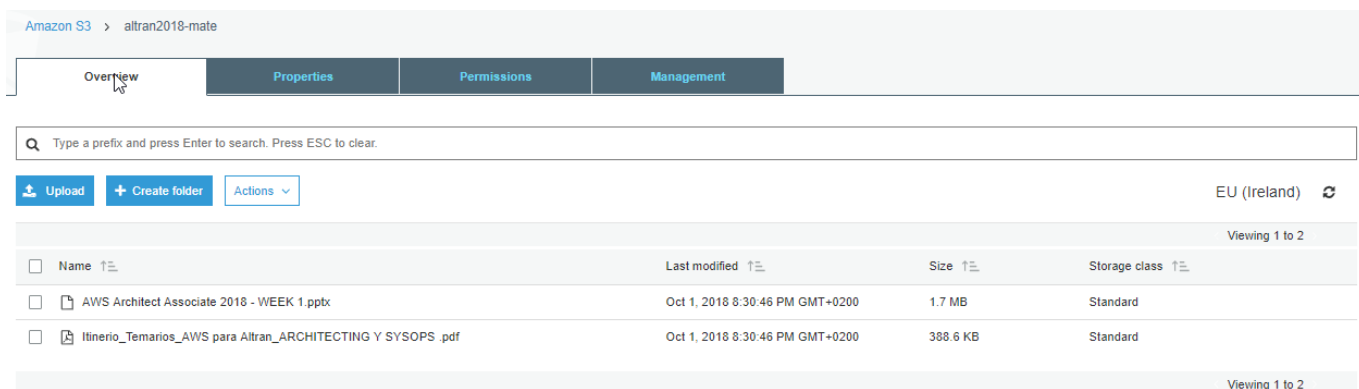 Amazon S3 > altran2018-mate
Overview Properties Permissions Management
Type a prefix and press Enter to search. Press ESC to clear.
Upload + Create folder Actions EU (Ireland)
Viewing 1 to 2
Name Last modified Size Storage class
AWS Architect Associate 2018 - WEEK 1.pptx Oct 1, 2018 8:30:46 PM GMT+0200 1.7 MB Standard
Itinerio_Temarios_AWS para Altran_ARCHITECTING Y SYSOPS .pdf Oct 1, 2018 8:30:46 PM GMT+0200 388.6 KB Standard
Viewing 1 to 2